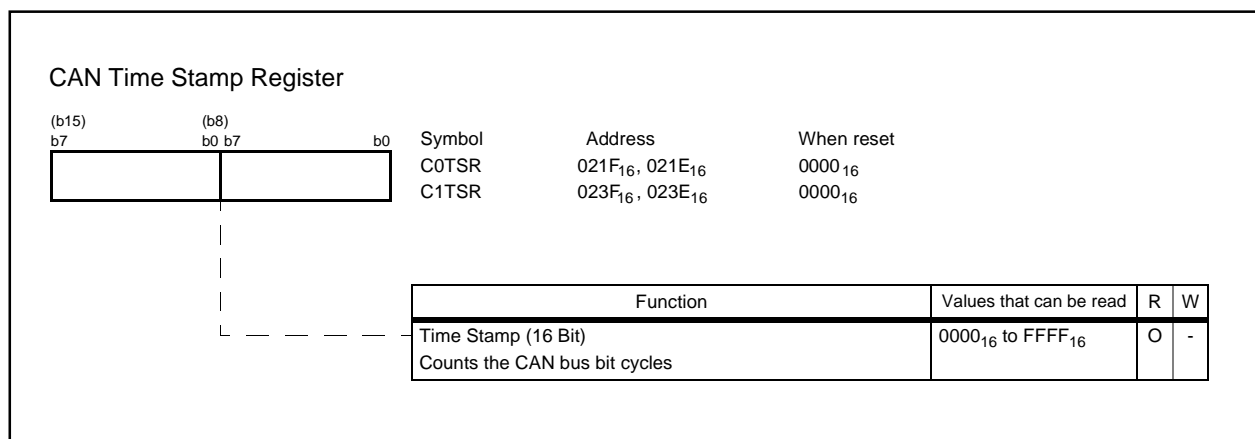 CAN Time Stamp Register
(b15) (b8)
b7 b0 b7 b0
Symbol Address When reset
C0TSR 021F16, 021E16 000016
C1TSR 023F16, 023E16 000016
Function Values that can be read R W
Time Stamp (16 Bit) 000016 to FFFF16 O -
Counts the CAN bus bit cycles